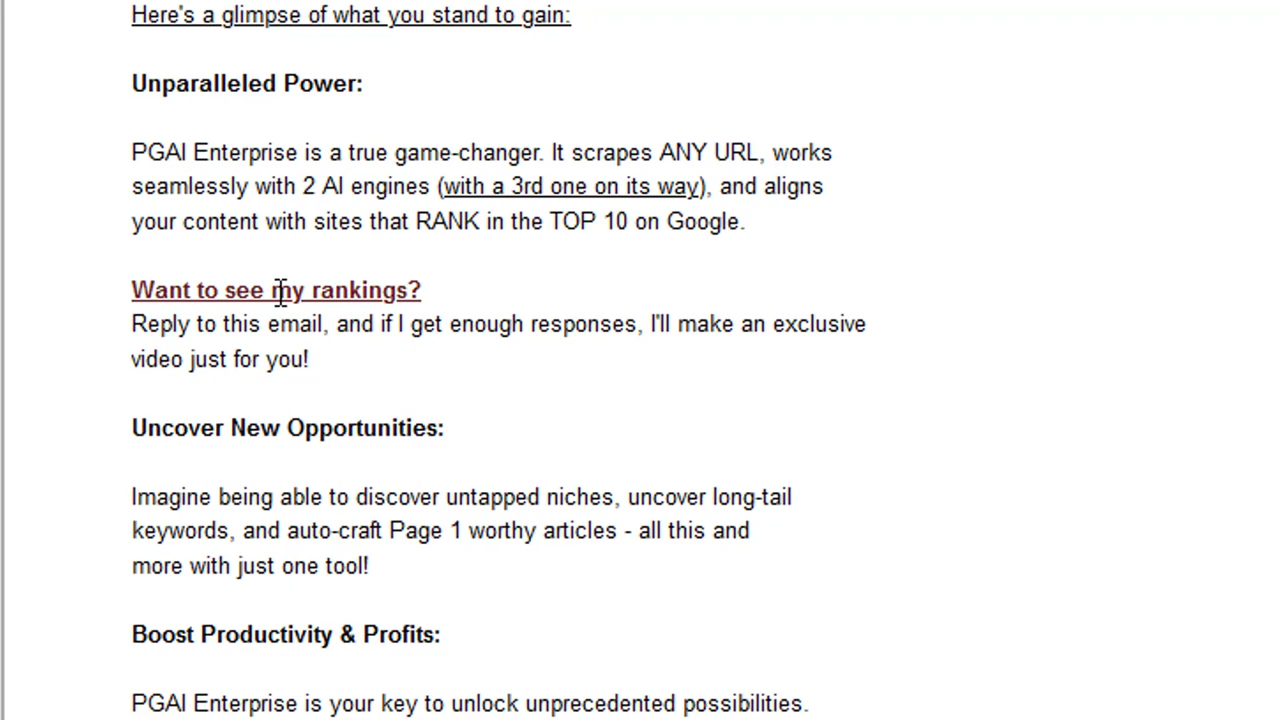 Here's a glimpse of what you stand to gain:
Unparalleled Power:
PGAI Enterprise is a true game-changer. It scrapes ANY URL, works
seamlessly with 2 AI engines (with a 3rd one on its way), and aligns
your content with sites that RANK in the TOP 10 on Google.
Want to see my rankings?
Reply to this email, and if I get enough responses, I'll make an exclusive
video just for you!
Uncover New Opportunities:
Imagine being able to discover untapped niches, uncover long-tail
keywords, and auto-craft Page 1 worthy articles - all this and
more with just one tool!
Boost Productivity & Profits:
PGAI Enterprise is your key to unlock unprecedented possibilities.